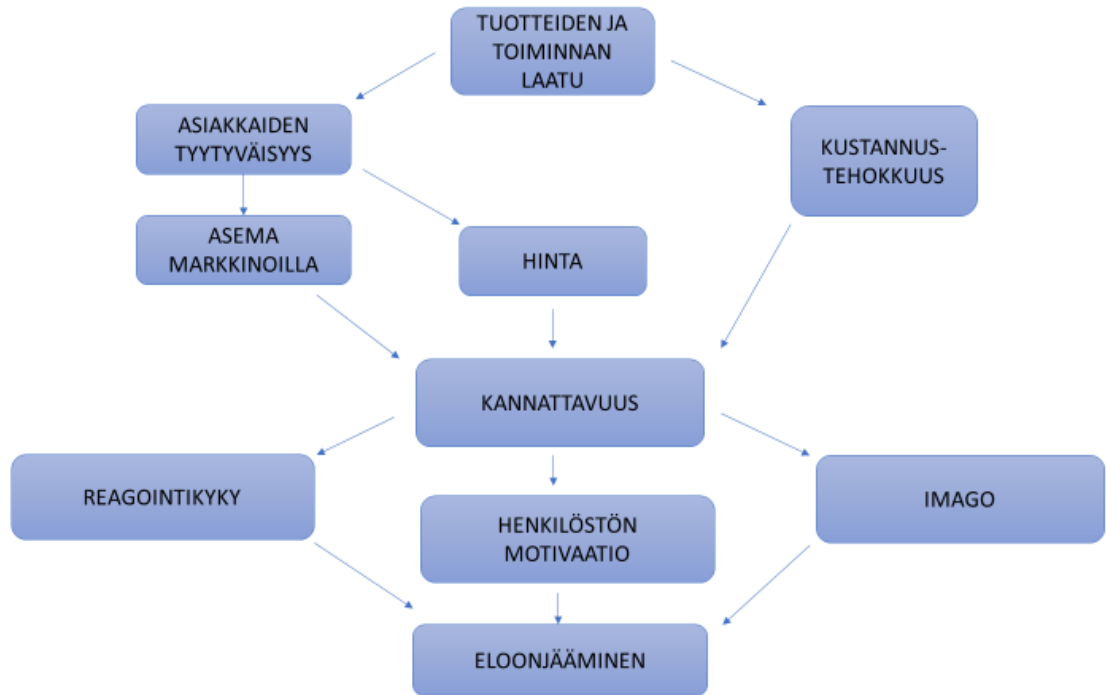 TUOTTEIDEN JA
TOIMINNAN
LAATU
ASIAKKAIDEN
TYYTYVÄISYYS
KUSTANNUS-
TEHOKKUUS
ASEMA
MARKKINOILLA
HINTA
KANNATTAVUUS
REAGOINTIKYKY
HENKILÖSTÖN
MOTIVAATIO
IMAGO
ELOONJÄÄMINEN